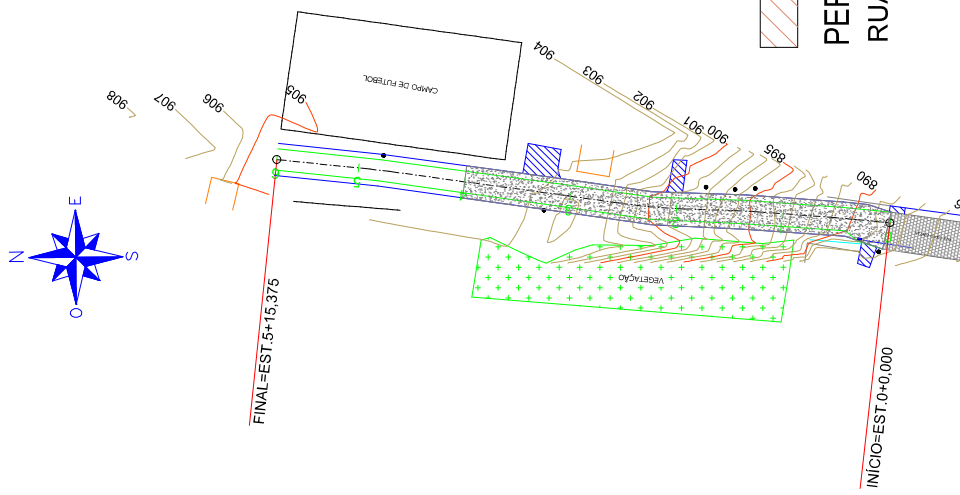 PER
RUA
904
903
902
901
900
895
890
908
907
906
905
CAMPO DE FUTEBOL
E
N
S
O
5
VEGETAÇÃO
FINAL=EST.5+15,375
INÍCIO=EST.0+0,000